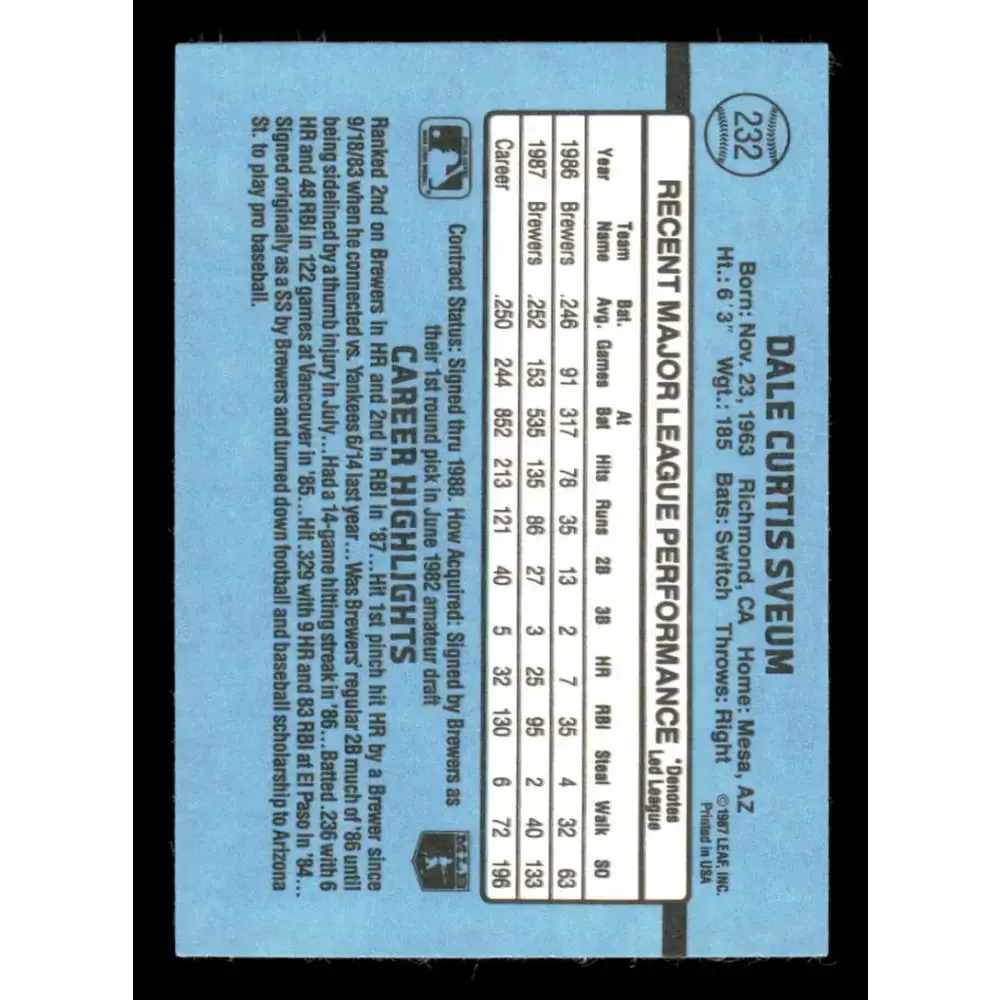 232
DALE CURTIS SVEUM
Born: Nov. 23, 1963 Richmond, CA Home: Mesa, AZ
Ht.: 6'3" Wgt.: 185 Bats: Switch Throws: Right
©1987 LEAF, INC.
Printed in USA
RECENT MAJOR LEAGUE PERFORMANCE *Denotes Led League
Year Team Name Bat. Avg. Games At Bat Hits Runs 2B 3B HR RBI Steal Walk SO
1986 Brewers .246 91 317 78 35 13 2 7 35 4 32 63
1987 Brewers .252 153 535 135 86 27 3 25 95 2 40 133
Career .250 244 852 213 121 40 5 32 130 6 72 196
Contract Status: Signed thru 1988. How Acquired: Signed by Brewers as
their 1st round pick in June 1982 amateur draft
MLB
CAREER HIGHLIGHTS
Ranked 2nd on Brewers in HR and 2nd in RBI in '87...Hit 1st pinch hit HR by a Brewer since
9/18/83 when he connected vs. Yankees 6/14 last year...Was Brewers' regular 2B much of '86 until
being sidelined by a thumb injury in July...Had a 14-game hitting streak in '86...Batted .236 with 6
HR and 48 RBI in 122 games at Vancouver in '85...Hit .329 with 9 HR and 83 RBI at El Paso in '84...
Signed originally as a SS by Brewers and turned down football and baseball scholarship to Arizona
St. to play pro baseball.